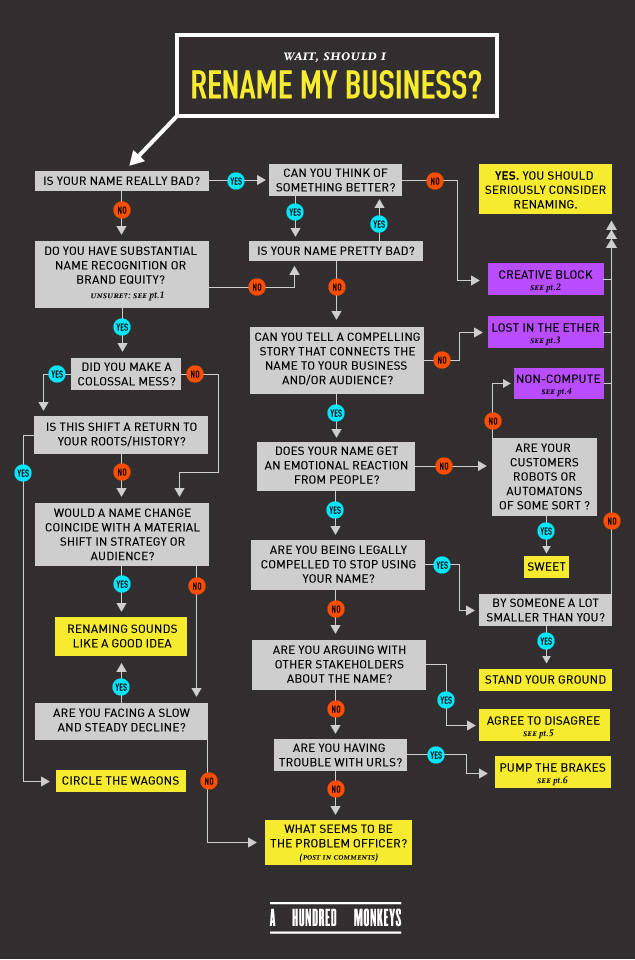 WAIT, SHOULD I
RENAME MY BUSINESS?
IS YOUR NAME REALLY BAD?
YES
CAN YOU THINK OF
SOMETHING BETTER?
NO
YES. YOU SHOULD
SERIOUSLY CONSIDER
RENAMING.
NO
YES
YES
DO YOU HAVE SUBSTANTIAL
NAME RECOGNITION OR
BRAND EQUITY?
UNSURE?: SEE pt.1
NO
IS YOUR NAME PRETTY BAD?
NO
CREATIVE BLOCK
SEE pt.2
YES
CAN YOU TELL A COMPELLING
STORY THAT CONNECTS THE
NAME TO YOUR BUSINESS
AND/OR AUDIENCE?
NO
LOST IN THE ETHER
SEE pt.3
YES
DID YOU MAKE A
COLOSSAL MESS?
NO
NON-COMPUTE
SEE pt.4
YES
NO
IS THIS SHIFT A RETURN TO
YOUR ROOTS/HISTORY?
YES
NO
DOES YOUR NAME GET
AN EMOTIONAL REACTION
FROM PEOPLE?
NO
ARE YOUR
CUSTOMERS
ROBOTS OR
AUTOMATONS
OF SOME SORT ?
YES
YES
NO
WOULD A NAME CHANGE
COINCIDE WITH A MATERIAL
SHIFT IN STRATEGY OR
AUDIENCE?
ARE YOU BEING LEGALLY
COMPELLED TO STOP USING
YOUR NAME?
YES
SWEET
YES
NO
NO
BY SOMEONE A LOT
SMALLER THAN YOU?
RENAMING SOUNDS
LIKE A GOOD IDEA
YES
ARE YOU ARGUING WITH
OTHER STAKEHOLDERS
ABOUT THE NAME?
STAND YOUR GROUND
YES
YES
NO
ARE YOU FACING A SLOW
AND STEADY DECLINE?
AGREE TO DISAGREE
SEE pt.5
ARE YOU HAVING
TROUBLE WITH URLS?
YES
PUMP THE BRAKES
SEE pt.6
CIRCLE THE WAGONS
NO
NO
WHAT SEEMS TO BE
THE PROBLEM OFFICER?
(POST IN COMMENTS)
A HUNDRED MONKEYS